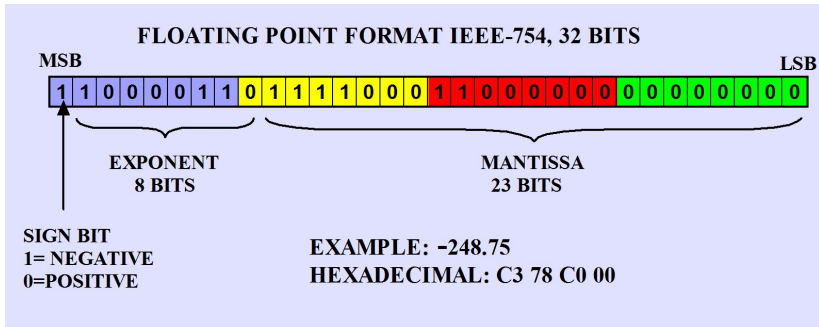 FLOATING POINT FORMAT IEEE-754, 32 BITS
MSB LSB
1 1 0 0 0 0 1 1 0 1 1 1 1 0 0 0 1 1 0 0 0 0 0 0 0 0 0 0 0 0 0 0
EXPONENT MANTISSA
8 BITS 23 BITS
SIGN BIT
1= NEGATIVE
0=POSITIVE
EXAMPLE: -248.75
HEXADECIMAL: C3 78 C0 00